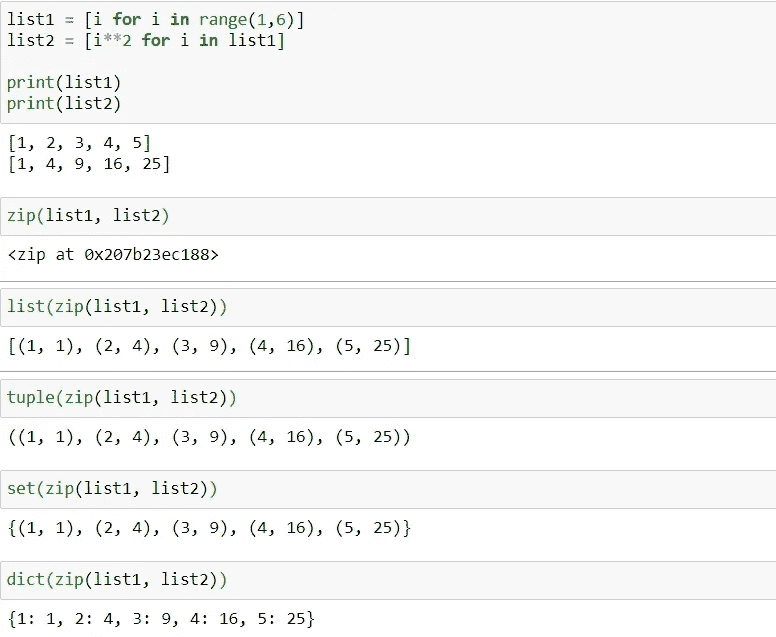 list1 = [i for i in range(1,6)]
list2 = [i**2 for i in list1]
print(list1)
print(list2)
[1, 2, 3, 4, 5]
[1, 4, 9, 16, 25]
zip(list1, list2)
<zip at 0x207b23ec188>
list(zip(list1, list2))
[(1, 1), (2, 4), (3, 9), (4, 16), (5, 25)]
tuple(zip(list1, list2))
((1, 1), (2, 4), (3, 9), (4, 16), (5, 25))
set(zip(list1, list2))
{(1, 1), (2, 4), (3, 9), (4, 16), (5, 25)}
dict(zip(list1, list2))
{1: 1, 2: 4, 3: 9, 4: 16, 5: 25}